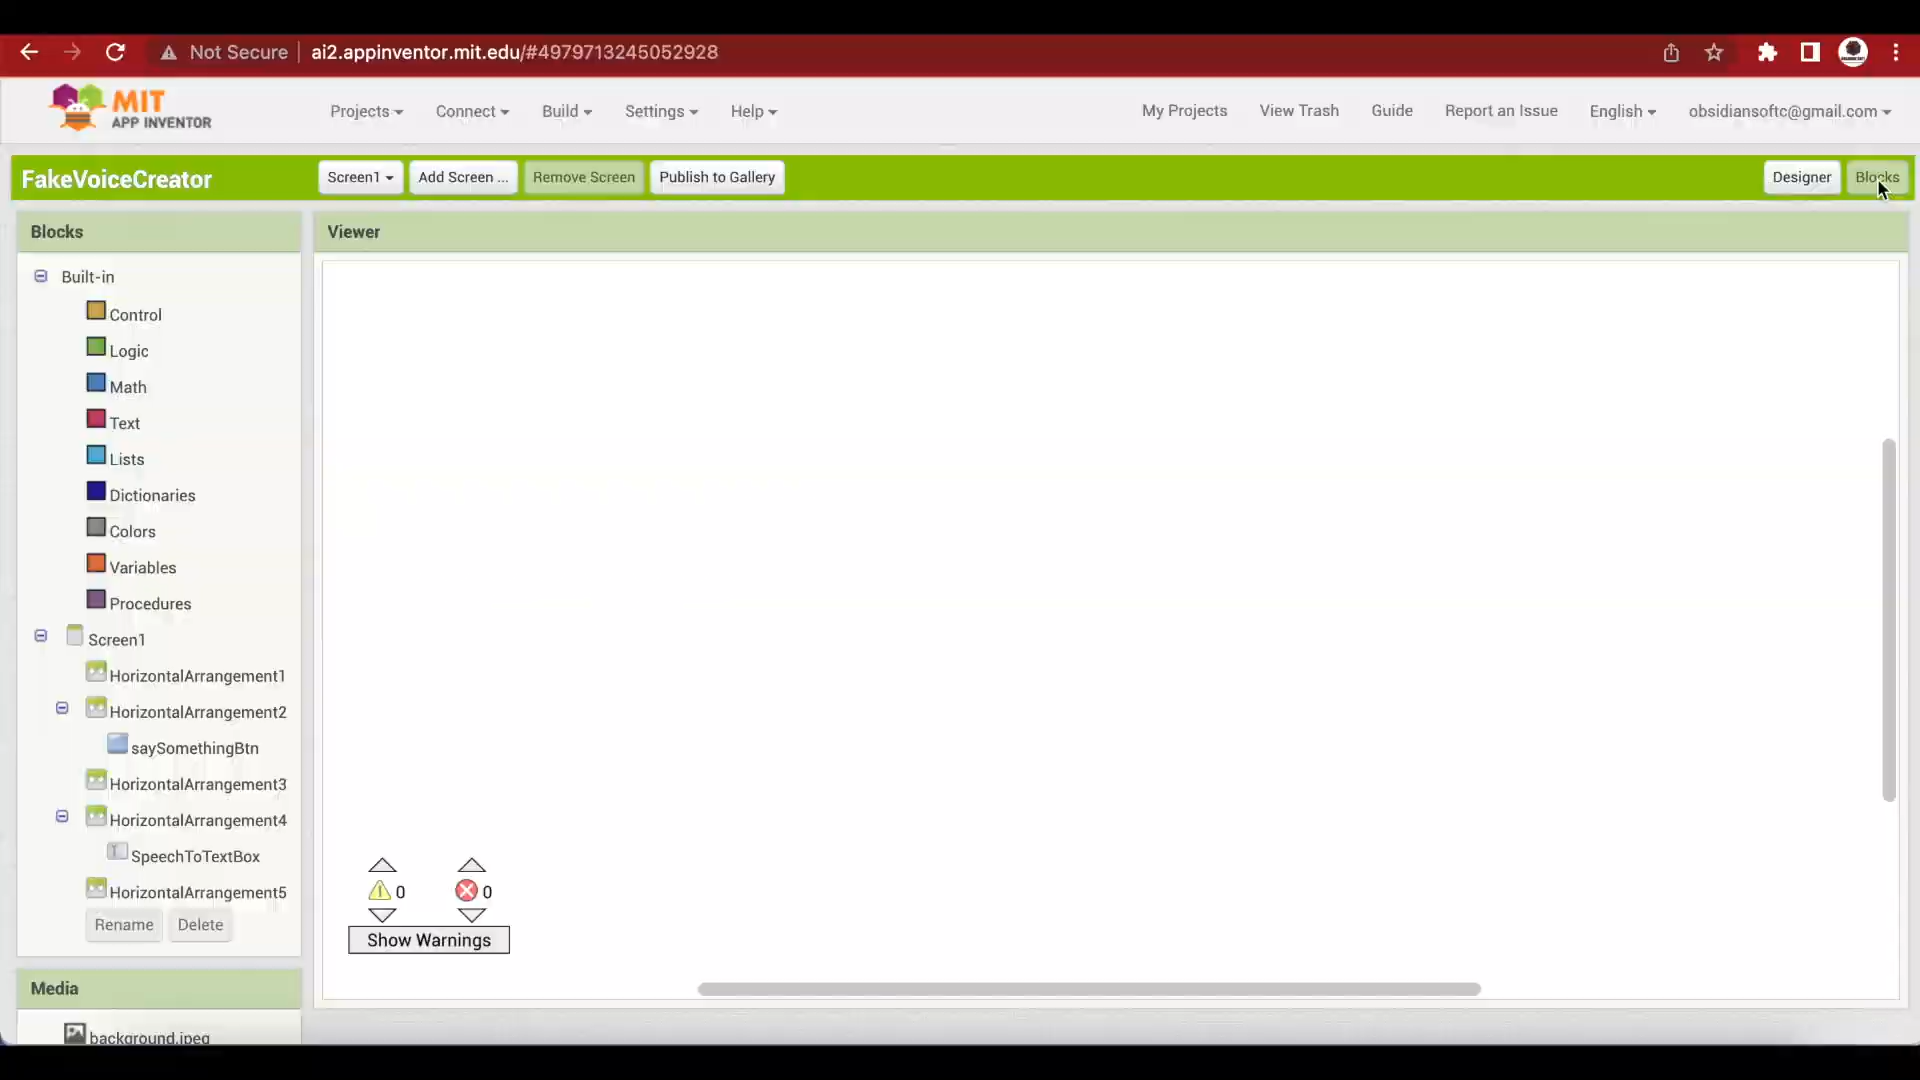 Not Secure
ai2.appinventor.mit.edu/#4979713245052928
MIT
APP INVENTOR
Projects
Connect
Build
Settings
Help
My Projects
View Trash
Guide
Report an Issue
English
obsidiansoftc@gmail.com
FakeVoiceCreator
Screen1
Add Screen ...
Remove Screen
Publish to Gallery
Designer
Blocks
Blocks
Viewer
Built-in
Control
Logic
Math
Text
Lists
Dictionaries
Colors
Variables
Procedures
Screen1
HorizontalArrangement1
HorizontalArrangement2
saySomethingBtn
HorizontalArrangement3
HorizontalArrangement4
SpeechToTextBox
HorizontalArrangement5
Rename
Delete
0
0
Show Warnings
Media
background.jpeg